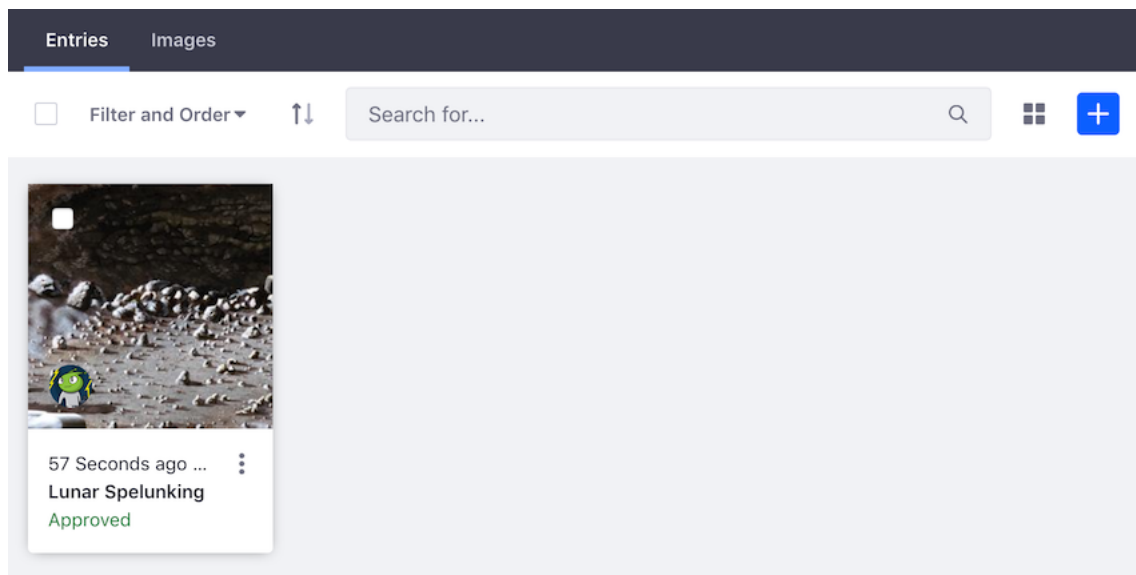 Entries Images
Filter and Order Search for...
57 Seconds ago ...
Lunar Spelunking
Approved